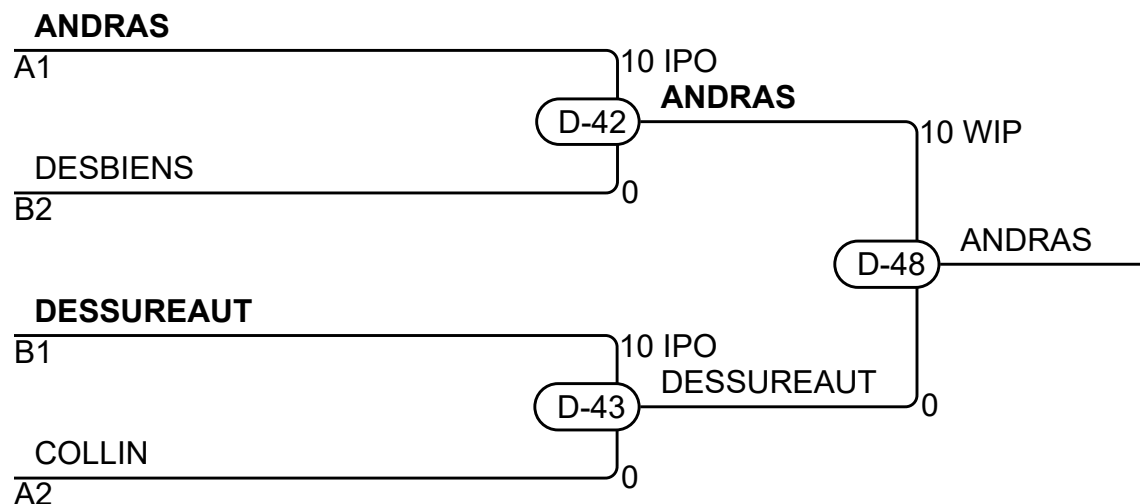 ANDRAS
A1
10 IPO
ANDRAS
D-42
10 WIP
DESBIENS
B2
0
ANDRAS
D-48
DESSUREAUT
B1
10 IPO
DESSUREAUT
D-43
0
COLLIN
A2
0